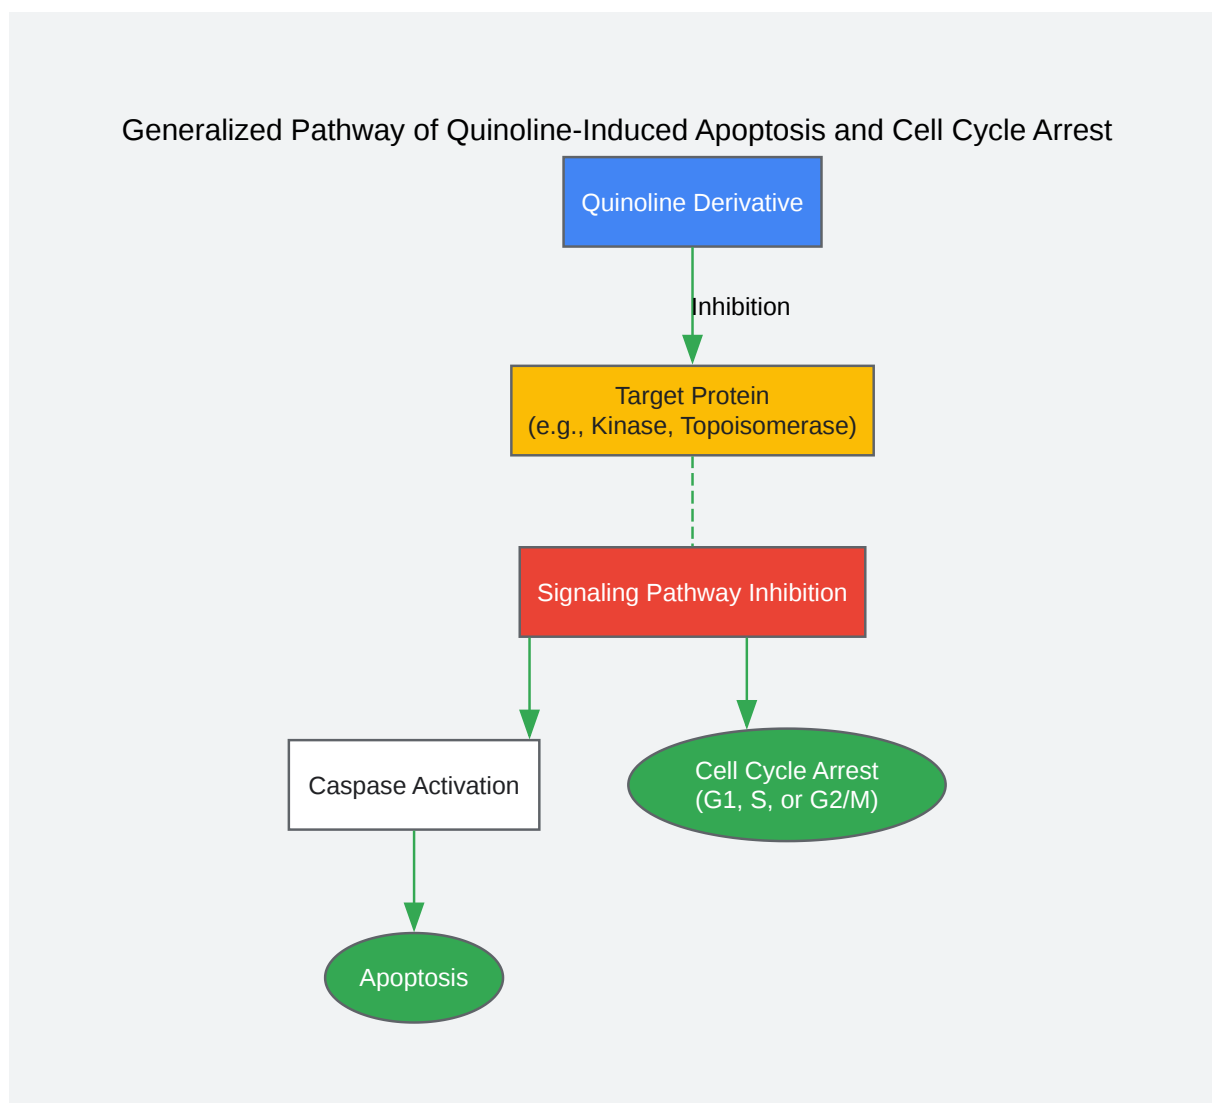 Generalized Pathway of Quinoline-Induced Apoptosis and Cell Cycle Arrest
Quinoline Derivative
Inhibition
Target Protein
(e.g., Kinase, Topoisomerase)
Signaling Pathway Inhibition
Caspase Activation
Cell Cycle Arrest
(G1, S, or G2/M)
Apoptosis